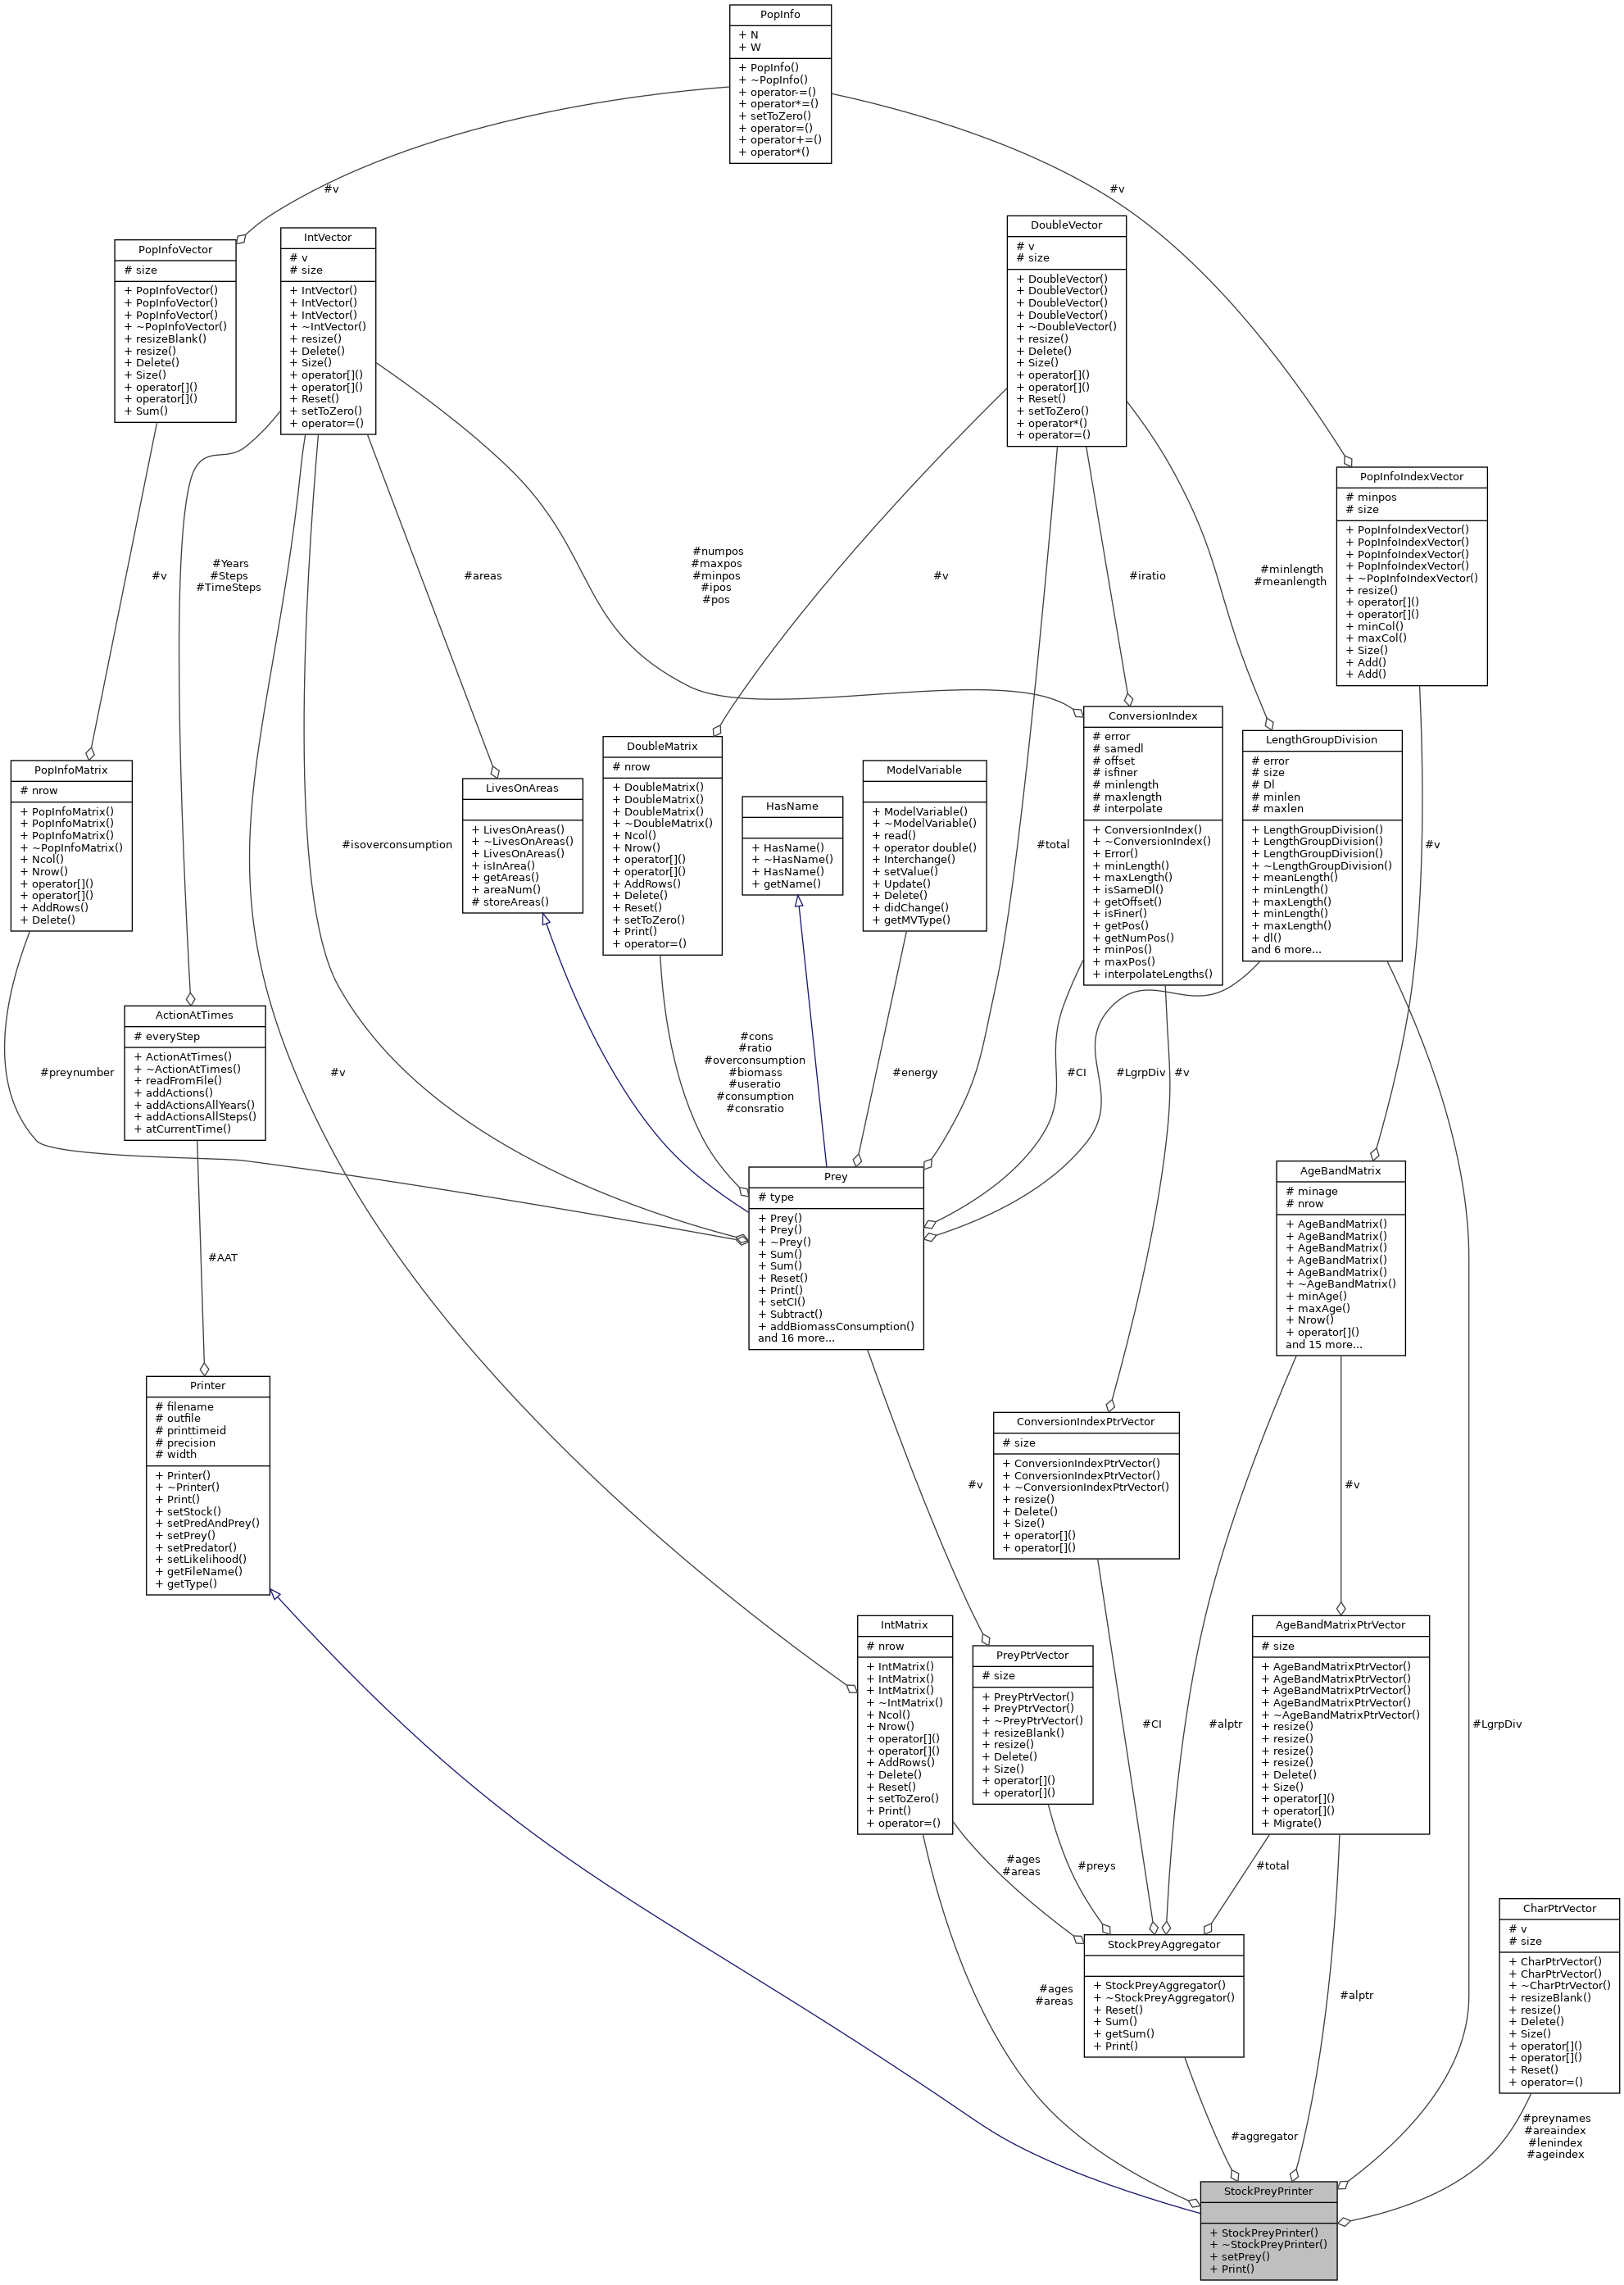 PopInfo
+ N
+ W
+ PopInfo()
+ ~PopInfo()
+ operator-=()
+ operator*=()
+ setToZero()
+ operator=()
+ operator+=()
+ operator*()
#v
#v
PopInfoVector
# size
+ PopInfoVector()
+ PopInfoVector()
+ PopInfoVector()
+ ~PopInfoVector()
+ resizeBlank()
+ resize()
+ Delete()
+ Size()
+ operator[]()
+ operator[]()
+ Sum()
IntVector
# v
# size
+ IntVector()
+ IntVector()
+ IntVector()
+ ~IntVector()
+ resize()
+ Delete()
+ Size()
+ operator[]()
+ operator[]()
+ Reset()
+ setToZero()
+ operator=()
DoubleVector
# v
# size
+ DoubleVector()
+ DoubleVector()
+ DoubleVector()
+ DoubleVector()
+ ~DoubleVector()
+ resize()
+ Delete()
+ Size()
+ operator[]()
+ operator[]()
+ Reset()
+ setToZero()
+ operator*()
+ operator=()
PopInfoIndexVector
# minpos
# size
+ PopInfoIndexVector()
+ PopInfoIndexVector()
+ PopInfoIndexVector()
+ PopInfoIndexVector()
+ ~PopInfoIndexVector()
+ resize()
+ operator[]()
+ operator[]()
+ minCol()
+ maxCol()
+ Size()
+ Add()
+ Add()
#v
#Years
#Steps
#TimeSteps
#areas
#numpos
#maxpos
#minpos
#ipos
#pos
#v
#iratio
#minlength
#meanlength
PopInfoMatrix
# nrow
+ PopInfoMatrix()
+ PopInfoMatrix()
+ PopInfoMatrix()
+ ~PopInfoMatrix()
+ Ncol()
+ Nrow()
+ operator[]()
+ operator[]()
+ AddRows()
+ Delete()
#isoverconsumption
LivesOnAreas
+ LivesOnAreas()
+ ~LivesOnAreas()
+ LivesOnAreas()
+ isInArea()
+ getAreas()
+ areaNum()
# storeAreas()
DoubleMatrix
# nrow
+ DoubleMatrix()
+ DoubleMatrix()
+ DoubleMatrix()
+ ~DoubleMatrix()
+ Ncol()
+ Nrow()
+ operator[]()
+ operator[]()
+ AddRows()
+ Delete()
+ Reset()
+ setToZero()
+ Print()
+ operator=()
HasName
+ HasName()
+ ~HasName()
+ HasName()
+ getName()
ModelVariable
+ ModelVariable()
+ ~ModelVariable()
+ read()
+ operator double()
+ Interchange()
+ setValue()
+ Update()
+ Delete()
+ didChange()
+ getMVType()
#total
ConversionIndex
# error
# samedl
# offset
# isfiner
# minlength
# maxlength
# interpolate
+ ConversionIndex()
+ ~ConversionIndex()
+ Error()
+ minLength()
+ maxLength()
+ isSameDl()
+ getOffset()
+ isFiner()
+ getPos()
+ getNumPos()
+ minPos()
+ maxPos()
+ interpolateLengths()
LengthGroupDivision
# error
# size
# Dl
# minlen
# maxlen
+ LengthGroupDivision()
+ LengthGroupDivision()
+ LengthGroupDivision()
+ ~LengthGroupDivision()
+ meanLength()
+ minLength()
+ maxLength()
+ minLength()
+ maxLength()
+ dl()
and 6 more...
#v
#preynumber
ActionAtTimes
# everyStep
+ ActionAtTimes()
+ ~ActionAtTimes()
+ readFromFile()
+ addActions()
+ addActionsAllYears()
+ addActionsAllSteps()
+ atCurrentTime()
#v
#cons
#ratio
#overconsumption
#biomass
#useratio
#consumption
#consratio
#energy
#CI
#LgrpDiv
#v
#AAT
Prey
# type
+ Prey()
+ Prey()
+ ~Prey()
+ Sum()
+ Sum()
+ Reset()
+ Print()
+ setCI()
+ Subtract()
+ addBiomassConsumption()
and 16 more...
AgeBandMatrix
# minage
# nrow
+ AgeBandMatrix()
+ AgeBandMatrix()
+ AgeBandMatrix()
+ AgeBandMatrix()
+ AgeBandMatrix()
+ ~AgeBandMatrix()
+ minAge()
+ maxAge()
+ Nrow()
+ operator[]()
and 15 more...
Printer
# filename
# outfile
# printtimeid
# precision
# width
+ Printer()
+ ~Printer()
+ Print()
+ setStock()
+ setPredAndPrey()
+ setPrey()
+ setPredator()
+ setLikelihood()
+ getFileName()
+ getType()
#v
ConversionIndexPtrVector
# size
+ ConversionIndexPtrVector()
+ ConversionIndexPtrVector()
+ ~ConversionIndexPtrVector()
+ resize()
+ Delete()
+ Size()
+ operator[]()
+ operator[]()
#v
IntMatrix
# nrow
+ IntMatrix()
+ IntMatrix()
+ IntMatrix()
+ ~IntMatrix()
+ Ncol()
+ Nrow()
+ operator[]()
+ operator[]()
+ AddRows()
+ Delete()
+ Reset()
+ setToZero()
+ Print()
+ operator=()
PreyPtrVector
# size
+ PreyPtrVector()
+ PreyPtrVector()
+ ~PreyPtrVector()
+ resizeBlank()
+ resize()
+ Delete()
+ Size()
+ operator[]()
+ operator[]()
#CI
#alptr
AgeBandMatrixPtrVector
# size
+ AgeBandMatrixPtrVector()
+ AgeBandMatrixPtrVector()
+ AgeBandMatrixPtrVector()
+ AgeBandMatrixPtrVector()
+ ~AgeBandMatrixPtrVector()
+ resize()
+ resize()
+ resize()
+ resize()
+ Delete()
+ Size()
+ operator[]()
+ operator[]()
+ Migrate()
#LgrpDiv
#ages
#areas
#preys
#total
CharPtrVector
# v
# size
+ CharPtrVector()
+ CharPtrVector()
+ ~CharPtrVector()
+ resizeBlank()
+ resize()
+ Delete()
+ Size()
+ operator[]()
+ operator[]()
+ Reset()
+ operator=()
#ages
#areas
StockPreyAggregator
+ StockPreyAggregator()
+ ~StockPreyAggregator()
+ Reset()
+ Sum()
+ getSum()
+ Print()
#alptr
#aggregator
#preynames
#areaindex
#lenindex
#ageindex
StockPreyPrinter
+ StockPreyPrinter()
+ ~StockPreyPrinter()
+ setPrey()
+ Print()